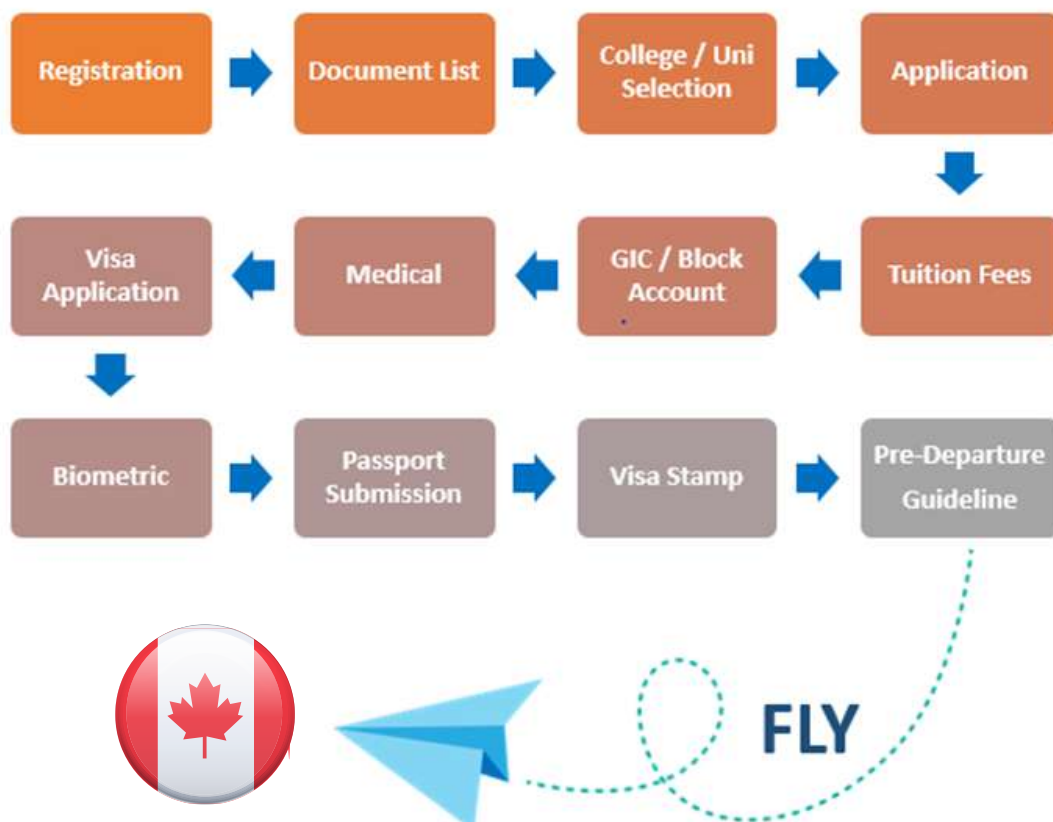 Registration
Document List
College / Uni
Selection
Application
Tuition Fees
GIC / Block
Account
Medical
Visa
Application
Biometric
Passport
Submission
Visa Stamp
Pre-Departure
Guideline
FLY